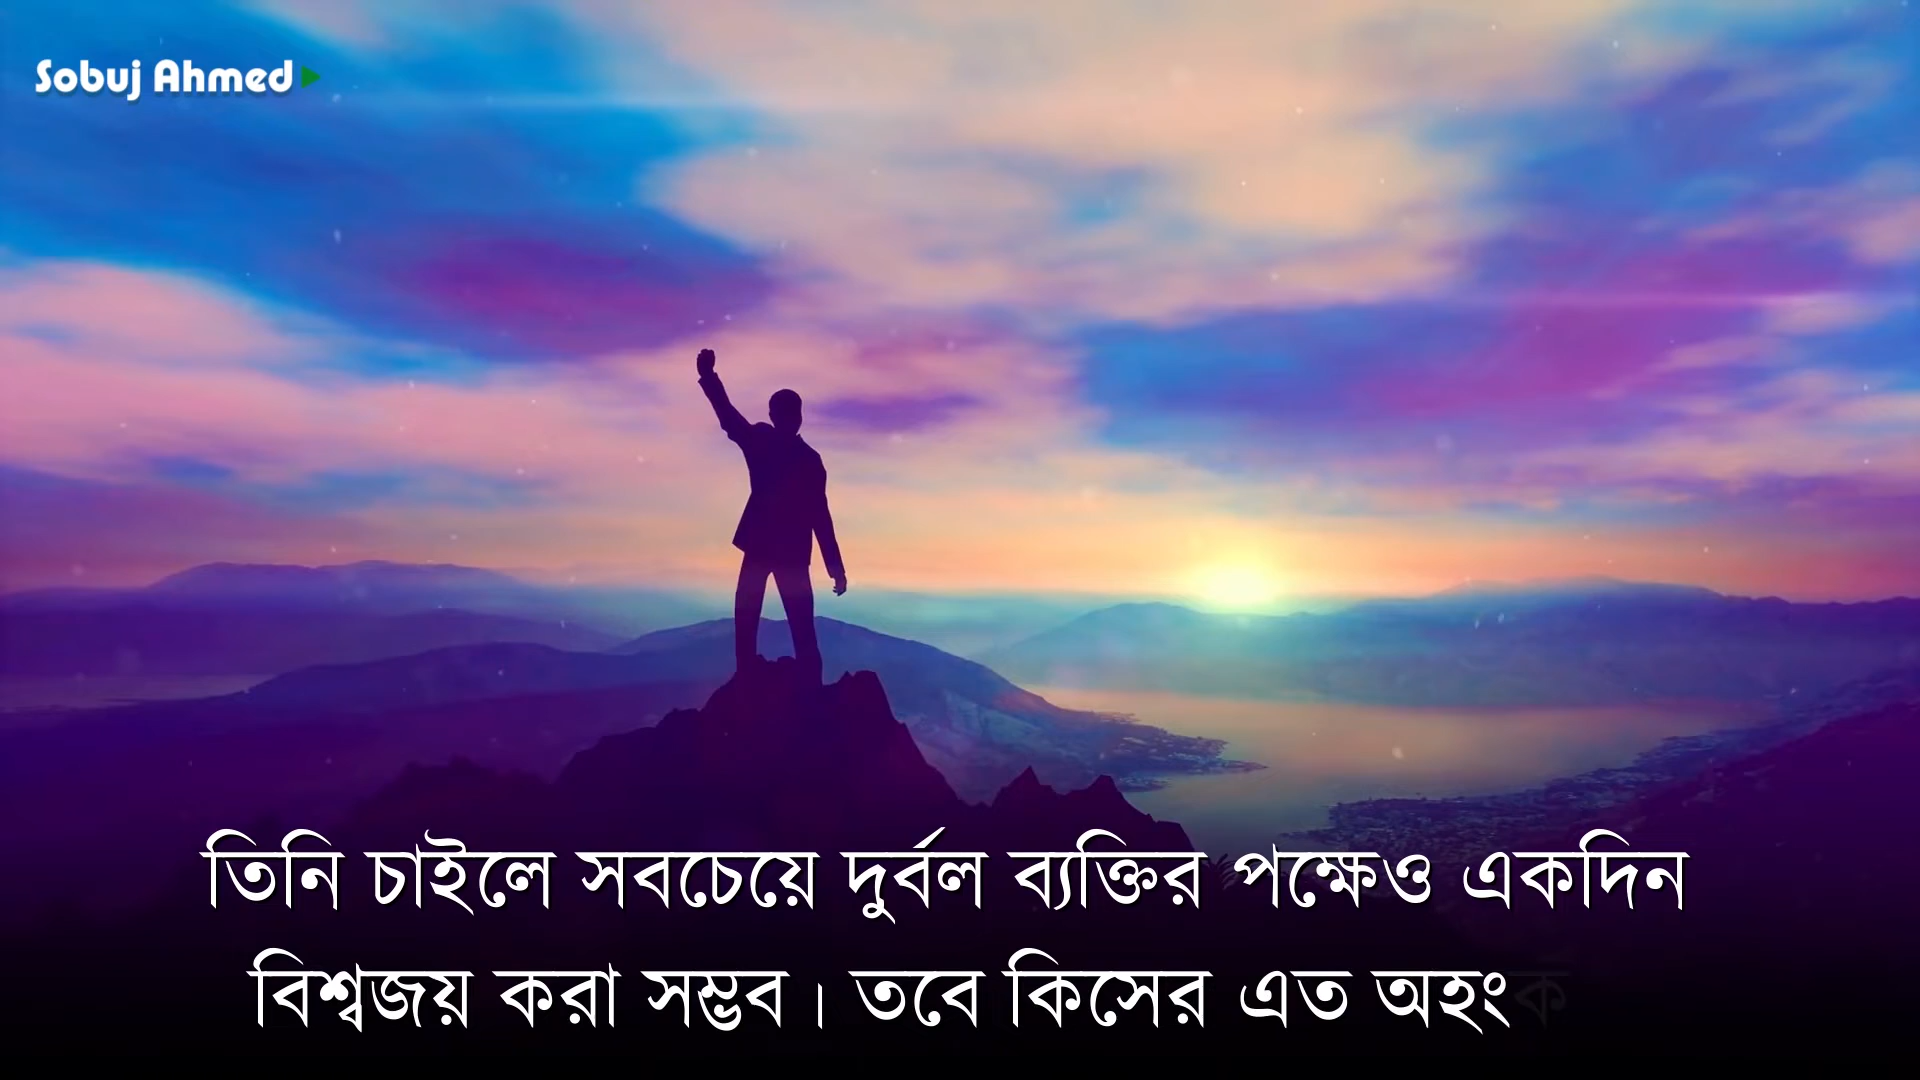 Sobuj Ahmed
তিনি চাইলে সবচেয়ে দুর্বল ব্যক্তির পক্ষেও একদিন
বিশ্বজয় করা সম্ভব। তবে কিসের এত অহংক